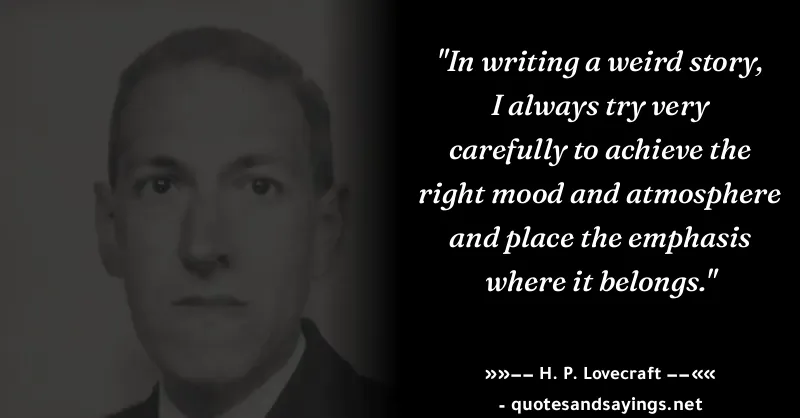 "In writing a weird story,
I always try very
carefully to achieve the
right mood and atmosphere
and place the emphasis
where it belongs."
»»–– H. P. Lovecraft ––««
- quotesandsayings.net